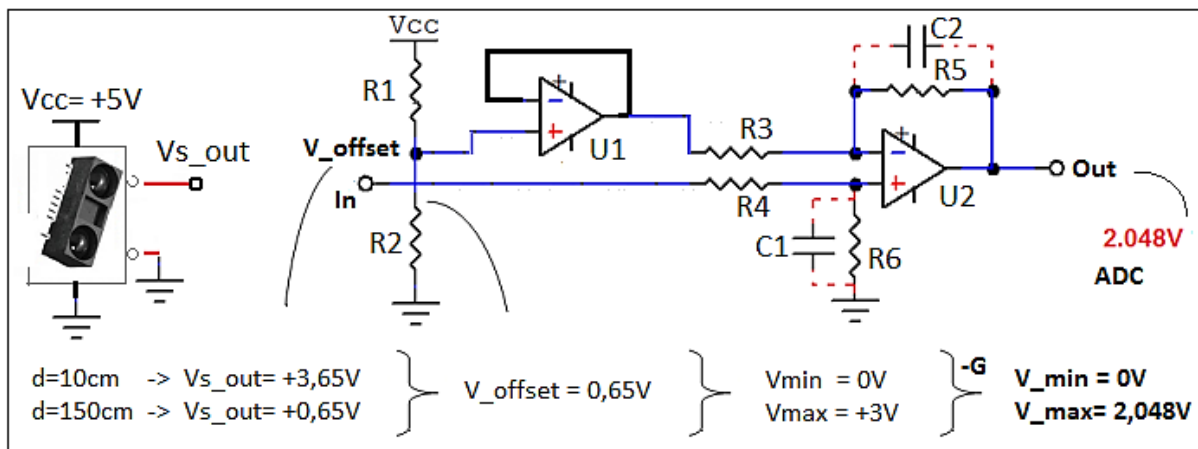 Vcc= +5V
Vs_out
Vcc
R1
V_offset
In
R2
U1
R3
R4
C2
R5
U2
C1
R6
Out
2.048V
ADC
d=10cm -> Vs_out= +3,65V
d=150cm -> Vs_out= +0,65V
V_offset = 0,65V
Vmin = 0V
Vmax = +3V
-G
V_min = 0V
V_max= 2,048V